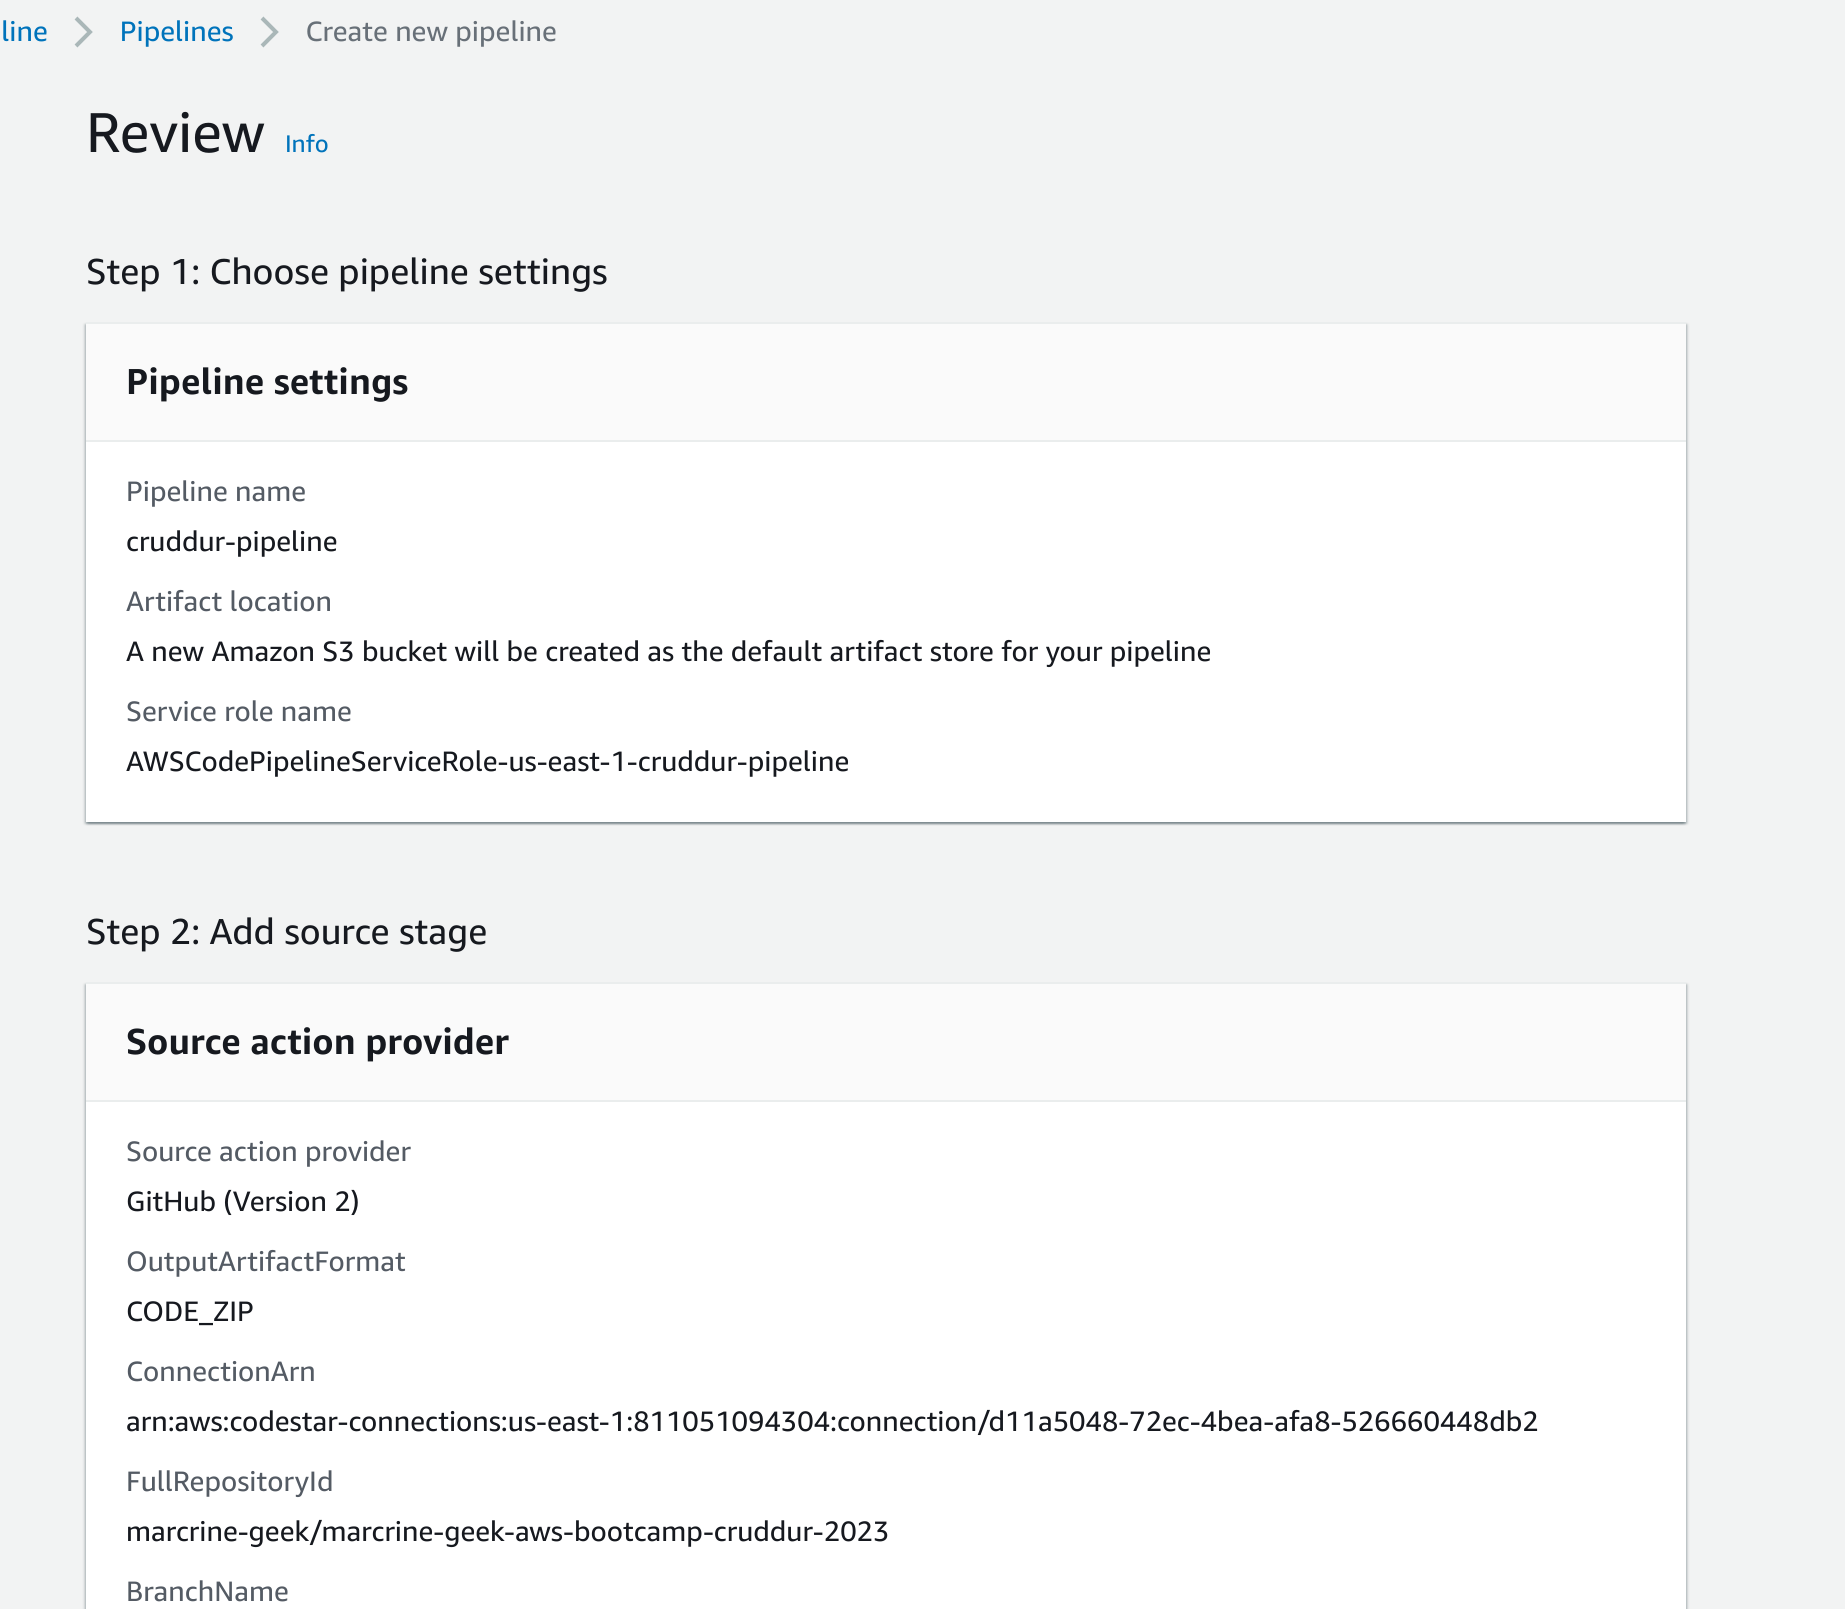 line > Pipelines > Create new pipeline
Review Info
Step 1: Choose pipeline settings
Pipeline settings
Pipeline name
cruddur-pipeline
Artifact location
A new Amazon S3 bucket will be created as the default artifact store for your pipeline
Service role name
AWSCodePipelineServiceRole-us-east-1-cruddur-pipeline
Step 2: Add source stage
Source action provider
Source action provider
GitHub (Version 2)
OutputArtifactFormat
CODE_ZIP
ConnectionArn
arn:aws:codestar-connections:us-east-1:811051094304:connection/d11a5048-72ec-4bea-afa8-526660448db2
FullRepositoryId
marcrine-geek/marcrine-geek-aws-bootcamp-cruddur-2023
BranchName